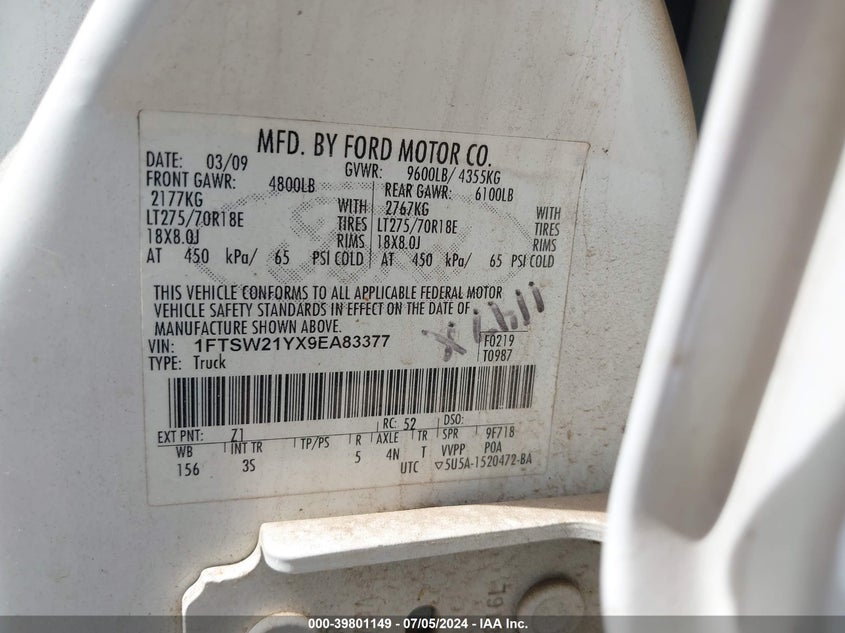 MFD. BY FORD MOTOR CO.
DATE: 03/09 GVWR: 9600LB/ 4355KG
FRONT GAWR: 4800LB REAR GAWR: 6100LB
2177KG WITH 2767KG WITH
LT275/70R18E TIRES LT275/70R18E TIRES
18X8.0J RIMS 18X8.0J RIMS
AT 450 kPa/ 65 PSI COLD AT 450 kPa/ 65 PSI COLD
THIS VEHICLE CONFORMS TO ALL APPLICABLE FEDERAL MOTOR
VEHICLE SAFETY STANDARDS IN EFFECT ON THE DATE OF
MANUFACTURE SHOWN ABOVE.
VIN: 1FTSW21YX9EA83377 F0219
TYPE: Truck T0987
EXT PNT: Z1 RC: 52 DSO:
WB INT TR TP/PS R AXLE TR SPR 9F718
156 3S 5 4N T VVPP POA
UTC ▽5U5A-1520472-BA
000-39801149 / 07/05/2024 - IAA Inc.